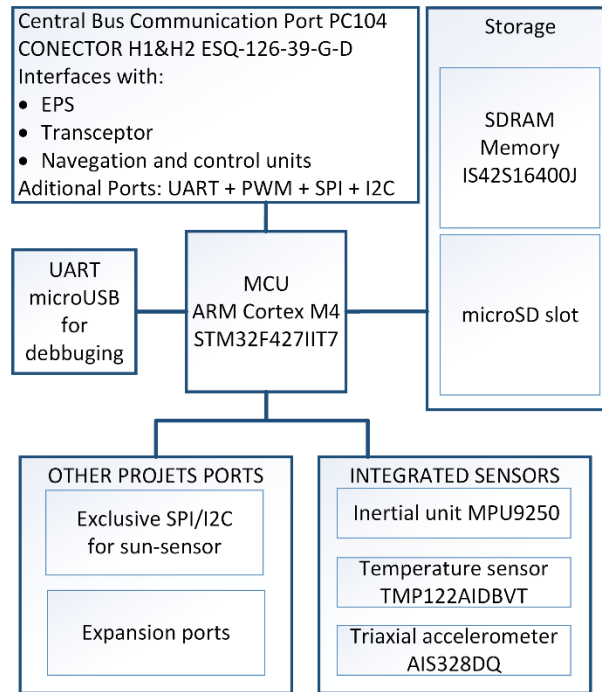 Central Bus Communication Port PC104
CONECTOR H1&H2 ESQ-126-39-G-D
Interfaces with:
• EPS
• Transceptor
• Navegation and control units
Aditional Ports: UART + PWM + SPI + I2C
Storage
SDRAM
Memory
IS42S16400J
microSD slot
UART
microUSB
for
debbuging
MCU
ARM Cortex M4
STM32F427IIT7
OTHER PROJETS PORTS
Exclusive SPI/I2C
for sun-sensor
Expansion ports
INTEGRATED SENSORS
Inertial unit MPU9250
Temperature sensor
TMP122AIDBVT
Triaxial accelerometer
AIS328DQ